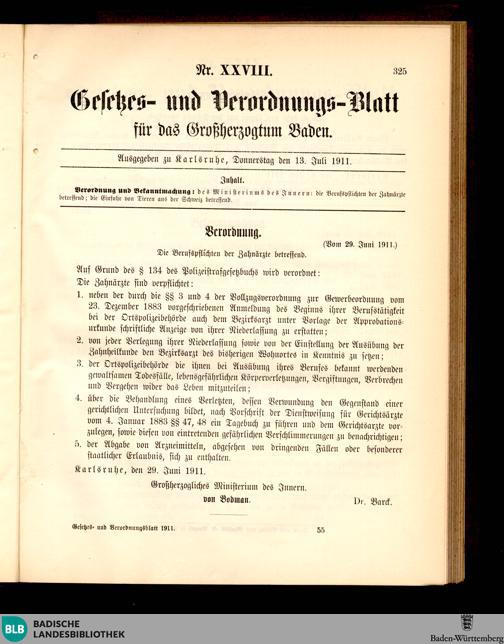 Nr. XXVIII.
325
Gesetzes- und Verordnungs-Blatt
für das Großherzogtum Baden.
Ausgegeben zu Karlsruhe, Donnerstag den 13. Juli 1911.
Inhalt.
Verordnung und Bekanntmachung: des Ministeriums des Innern: die Berufspflichten der Zahnärzte
betreffend; die Einfuhr von Tieren aus der Schweiz betreffend.
Verordnung.
(Vom 29. Juni 1911.)
Die Berufspflichten der Zahnärzte betreffend.
Auf Grund des § 134 des Polizeistrafgesetzbuchs wird verordnet:
Die Zahnärzte sind verpflichtet:
1. neben der durch die §§ 3 und 4 der Vollzugsverordnung zur Gewerbeordnung vom
23. Dezember 1883 vorgeschriebenen Anmeldung des Beginns ihrer Berufstätigkeit
bei der Ortspolizeibehörde auch dem Bezirksarzt unter Vorlage der Approbations-
urkunde schriftliche Anzeige von ihrer Niederlassung zu erstatten;
2. von jeder Verlegung ihrer Niederlassung sowie von der Einstellung der Ausübung der
Zahnheilkunde den Bezirksarzt des bisherigen Wohnortes in Kenntnis zu setzen;
3. der Ortspolizeibehörde die ihnen bei Ausübung ihres Berufes bekannt werdenden
gewaltsamen Todesfälle, lebensgefährlichen Körperverletzungen, Vergiftungen, Verbrechen
und Vergehen wider das Leben mitzuteilen;
4. über die Behandlung eines Verletzten, dessen Verwundung den Gegenstand einer
gerichtlichen Untersuchung bildet, nach Vorschrift der Dienstweisung für Gerichtsärzte
vom 4. Januar 1883 §§ 47, 48 ein Tagebuch zu führen und dem Gerichtsarzte vor-
zulegen, sowie diesen von eintretenden gefährlichen Verschlimmerungen zu benachrichtigen;
5. der Abgabe von Arzneimitteln, abgesehen von dringenden Fällen oder besonderer
staatlicher Erlaubnis, sich zu enthalten.
Karlsruhe, den 29. Juni 1911.
Großherzogliches Ministerium des Innern.
von Bodman.
Dr. Barck.
Gesetzes- und Verordnungsblatt 1911.
55
BLB BADISCHE
LANDESBIBLIOTHEK
Baden-Württemberg